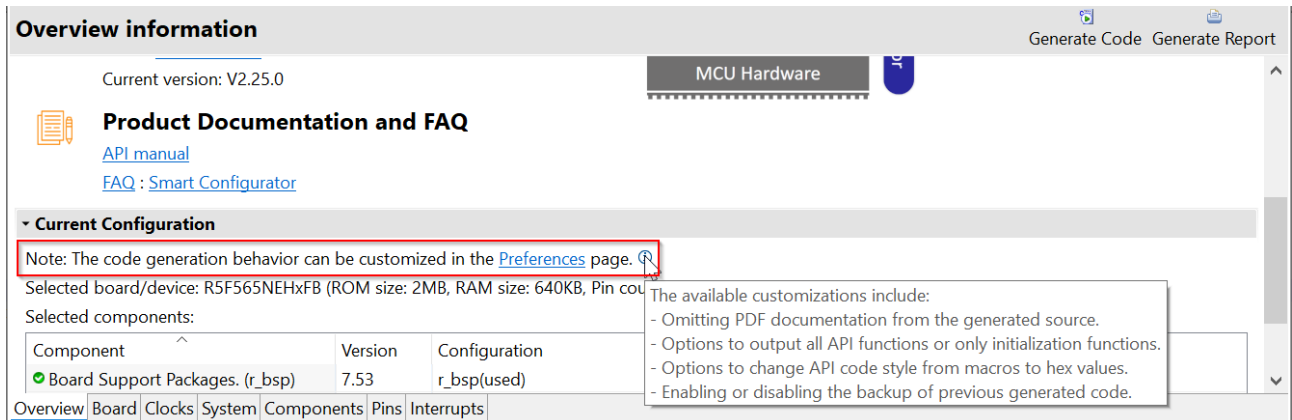 Overview information
Generate Code Generate Report
Current version: V2.25.0
MCU Hardware
or
Product Documentation and FAQ
API manual
FAQ : Smart Configurator
Current Configuration
Note: The code generation behavior can be customized in the Preferences page.
Selected board/device: R5F565NEHxFB (ROM size: 2MB, RAM size: 640KB, Pin cou
The available customizations include:
- Omitting PDF documentation from the generated source.
- Options to output all API functions or only initialization functions.
- Options to change API code style from macros to hex values.
- Enabling or disabling the backup of previous generated code.
Selected components:
Component Version Configuration
Board Support Packages. (r_bsp) 7.53 r_bsp(used)
Overview Board Clocks System Components Pins Interrupts